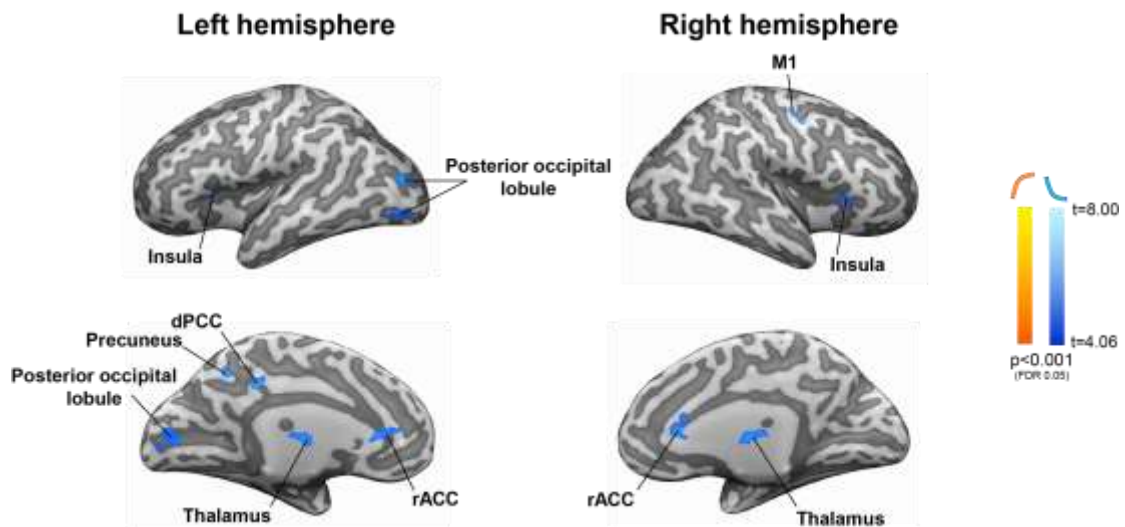 Left hemisphere
Right hemisphere
M1
Posterior occipital
lobule
Insula
Insula
t=8.00
t=4.06
p<0.001
(FDR 0.05)
dPCC
Precuneus
Posterior occipital
lobule
Thalamus
rACC
rACC
Thalamus